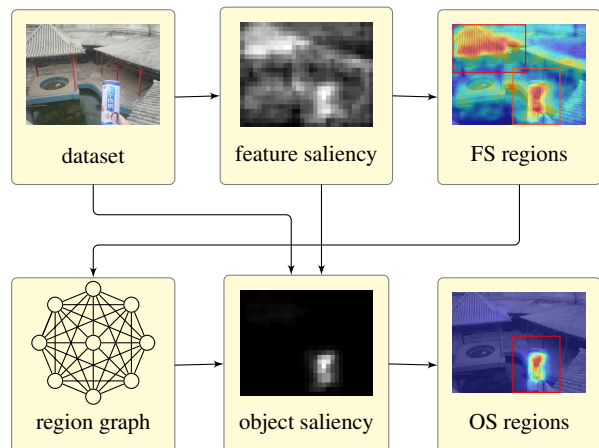 dataset
feature saliency
FS regions
region graph
object saliency
OS regions